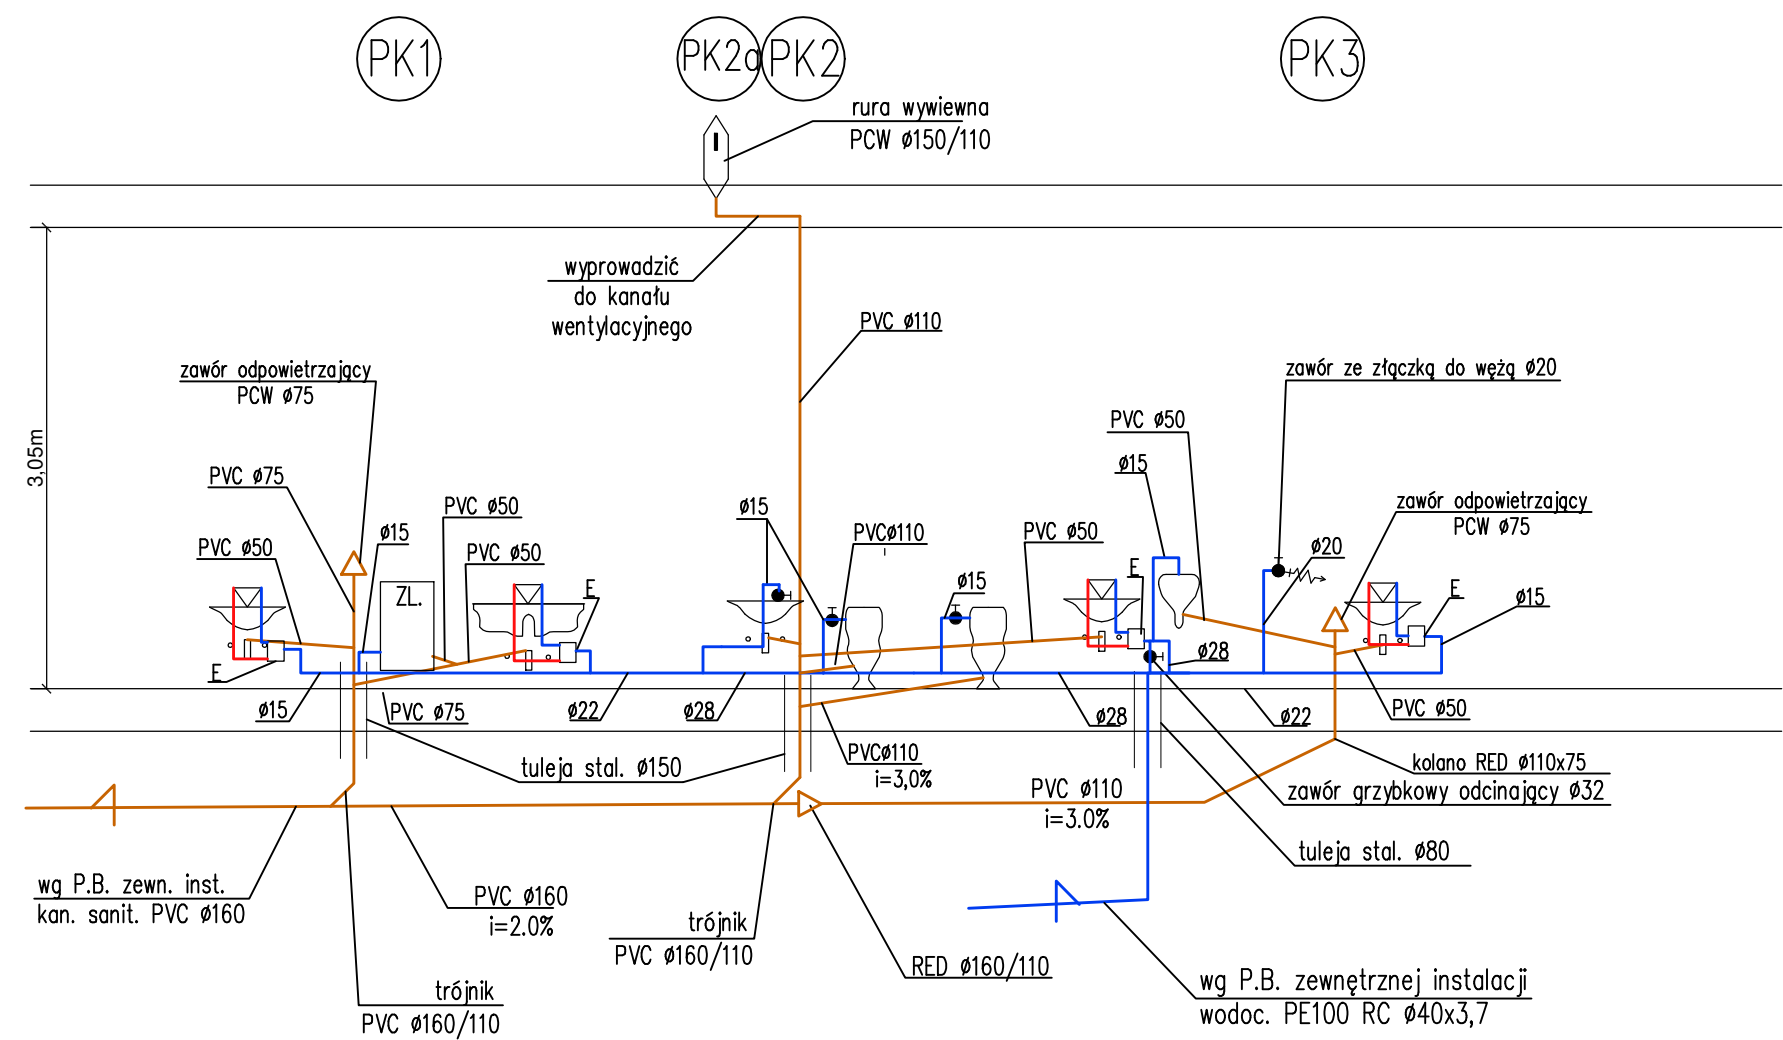 PK1
PK2a
PK2
PK3
rura wywiewna
PCW ø150/110
wyprowadzić
do kanału
wentylacyjnego
PVC ø110
3,05m
zawór odpowietrzający
PCW ø75
PVC ø75
PVC ø50
ø15
ZL.
PVC ø50
PVC ø50
E
E
ø15
PVCø110
PVC ø50
ø15
PVC ø50
ø15
E
zawór ze złączką do wężą ø20
ø20
zawór odpowietrzający
PCW ø75
E
ø15
ø28
ø15
PVC ø75
ø22
ø28
ø28
ø22
PVC ø50
tuleja stal. ø150
PVCø110
i=3,0%
PVC ø110
i=3.0%
kolano RED ø110x75
zawór grzybkowy odcinający ø32
tuleja stal. ø80
wg P.B. zewn. inst.
kan. sanit. PVC ø160
PVC ø160
i=2.0%
trójnik
PVC ø160/110
trójnik
PVC ø160/110
RED ø160/110
wg P.B. zewnętrznej instalacji
wodoc. PE100 RC Ø40x3,7